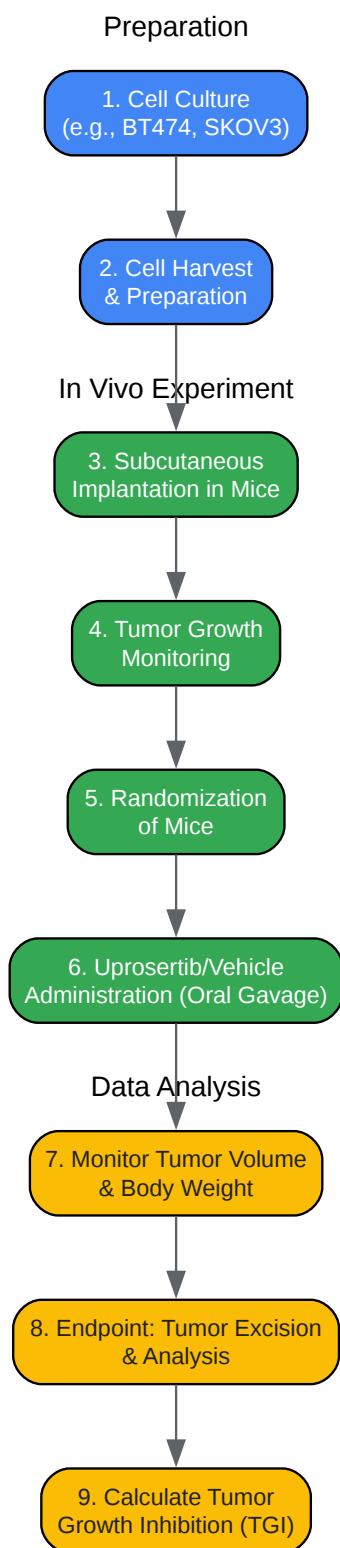 Preparation
1. Cell Culture
(e.g., BT474, SKOV3)
2. Cell Harvest
& Preparation
In Vivo Experiment
3. Subcutaneous
Implantation in Mice
4. Tumor Growth
Monitoring
5. Randomization
of Mice
6. Uprosertib/Vehicle
Administration (Oral Gavage)
Data Analysis
7. Monitor Tumor Volume
& Body Weight
8. Endpoint: Tumor Excision
& Analysis
9. Calculate Tumor
Growth Inhibition (TGI)